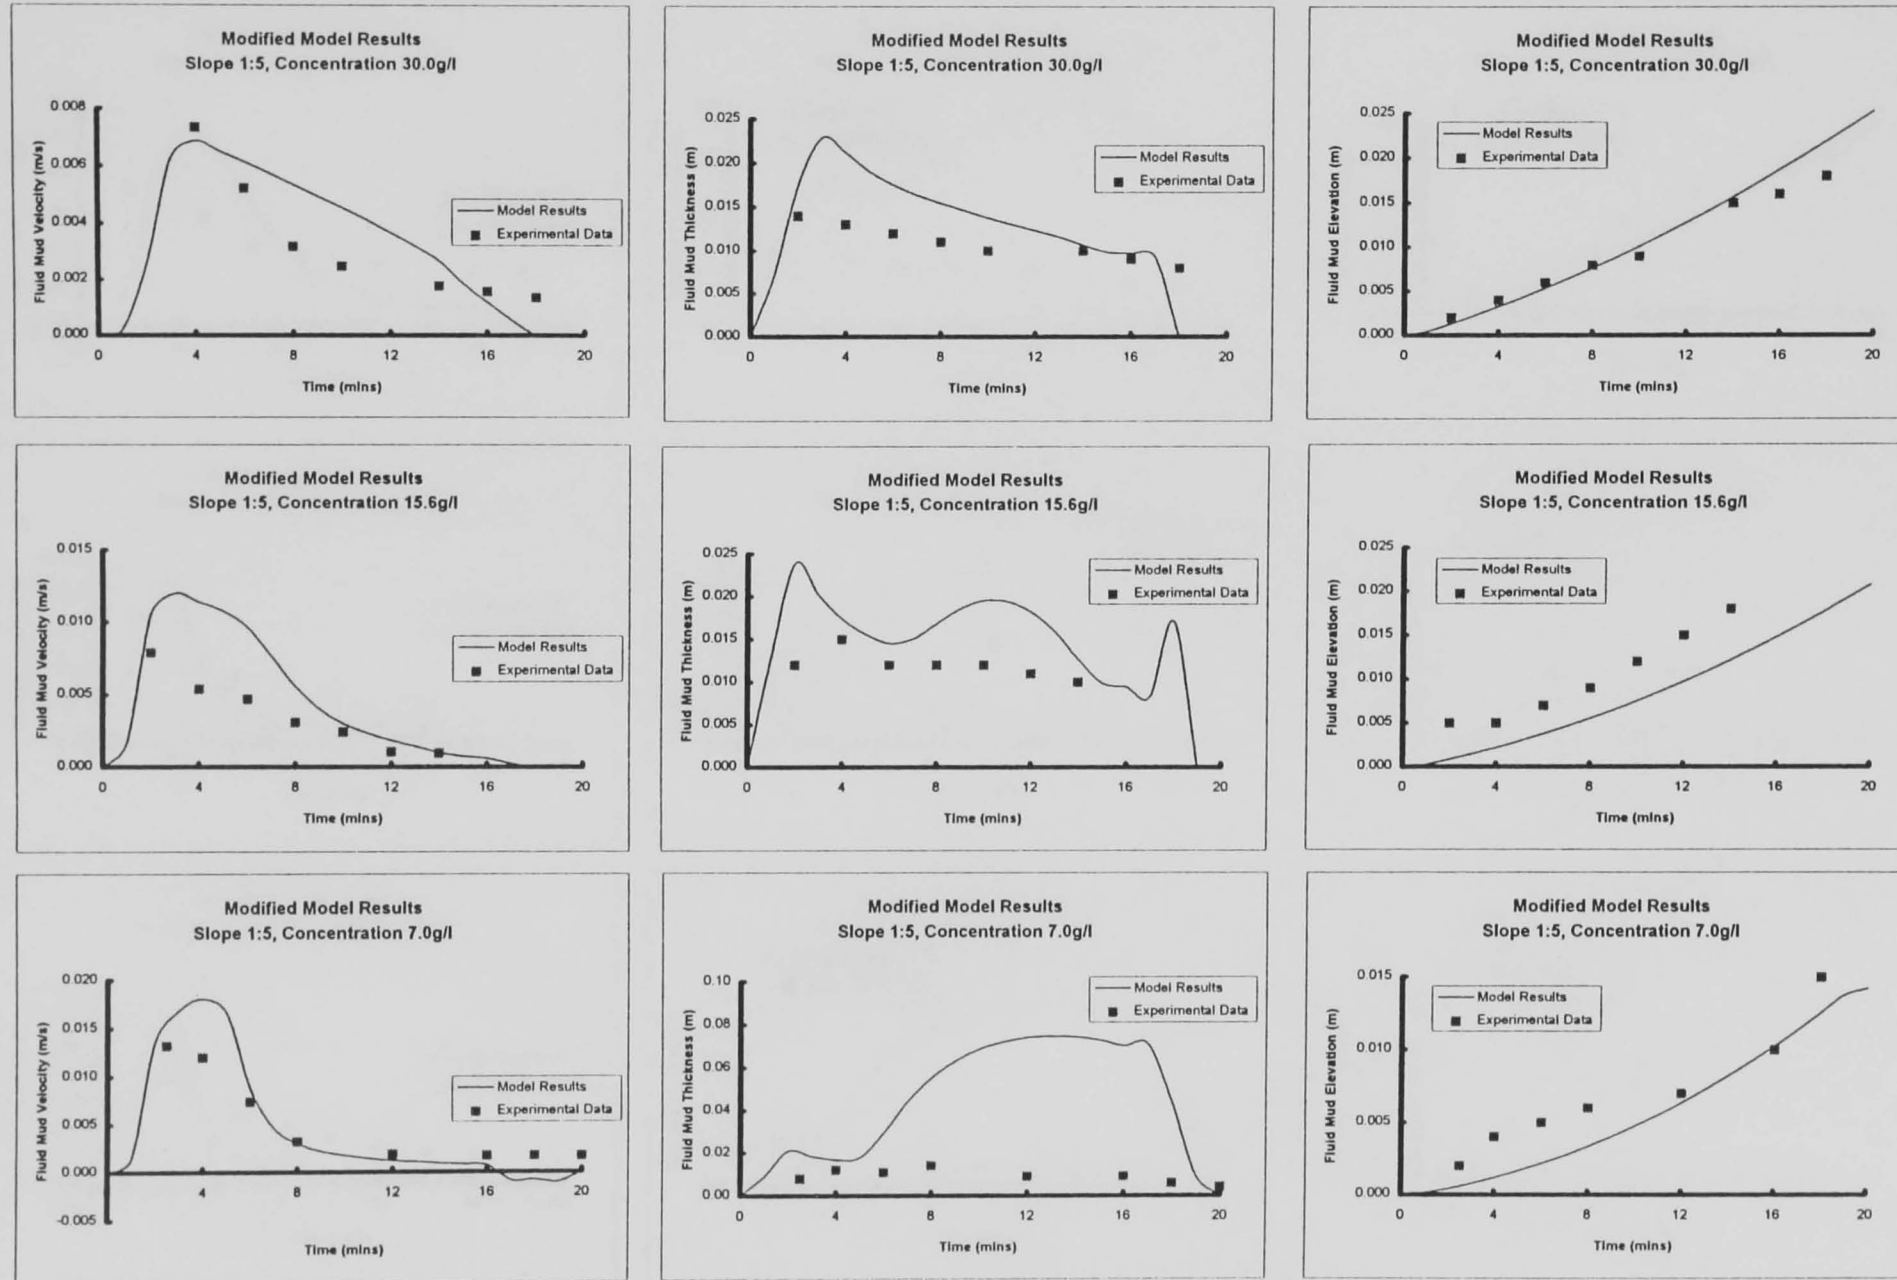 Modified Model Results
Slope 1:5, Concentration 30.0g/l
Fluid Mud Velocity (m/s)
0.008
0.006
0.004
0.002
0.000
0 4 8 12 16 20
Time (mins)
Model Results
Experimental Data
Modified Model Results
Slope 1:5, Concentration 30.0g/l
Fluid Mud Thickness (m)
0.025
0.020
0.015
0.010
0.005
0.000
0 4 8 12 16 20
Time (mins)
Model Results
Experimental Data
Modified Model Results
Slope 1:5, Concentration 30.0g/l
Fluid Mud Elevation (m)
0.025
0.020
0.015
0.010
0.005
0.000
0 4 8 12 16 20
Time (mins)
Model Results
Experimental Data
Modified Model Results
Slope 1:5, Concentration 15.6g/l
Fluid Mud Velocity (m/s)
0.015
0.010
0.005
0.000
0 4 8 12 16 20
Time (mins)
Model Results
Experimental Data
Modified Model Results
Slope 1:5, Concentration 15.6g/l
Fluid Mud Thickness (m)
0.025
0.020
0.015
0.010
0.005
0.000
0 4 8 12 16 20
Time (mins)
Model Results
Experimental Data
Modified Model Results
Slope 1:5, Concentration 15.6g/l
Fluid Mud Elevation (m)
0.025
0.020
0.015
0.010
0.005
0.000
0 4 8 12 16 20
Time (mins)
Model Results
Experimental Data
Modified Model Results
Slope 1:5, Concentration 7.0g/l
Fluid Mud Velocity (m/s)
0.020
0.015
0.010
0.005
0.000
-0.005
4 8 12 16 20
Time (mins)
Model Results
Experimental Data
Modified Model Results
Slope 1:5, Concentration 7.0g/l
Fluid Mud Thickness (m)
0.10
0.08
0.06
0.04
0.02
0.00
0 4 8 12 16 20
Time (mins)
Model Results
Experimental Data
Modified Model Results
Slope 1:5, Concentration 7.0g/l
Fluid Mud Elevation (m)
0.015
0.010
0.005
0.000
0 4 8 12 16 20
Time (mins)
Model Results
Experimental Data